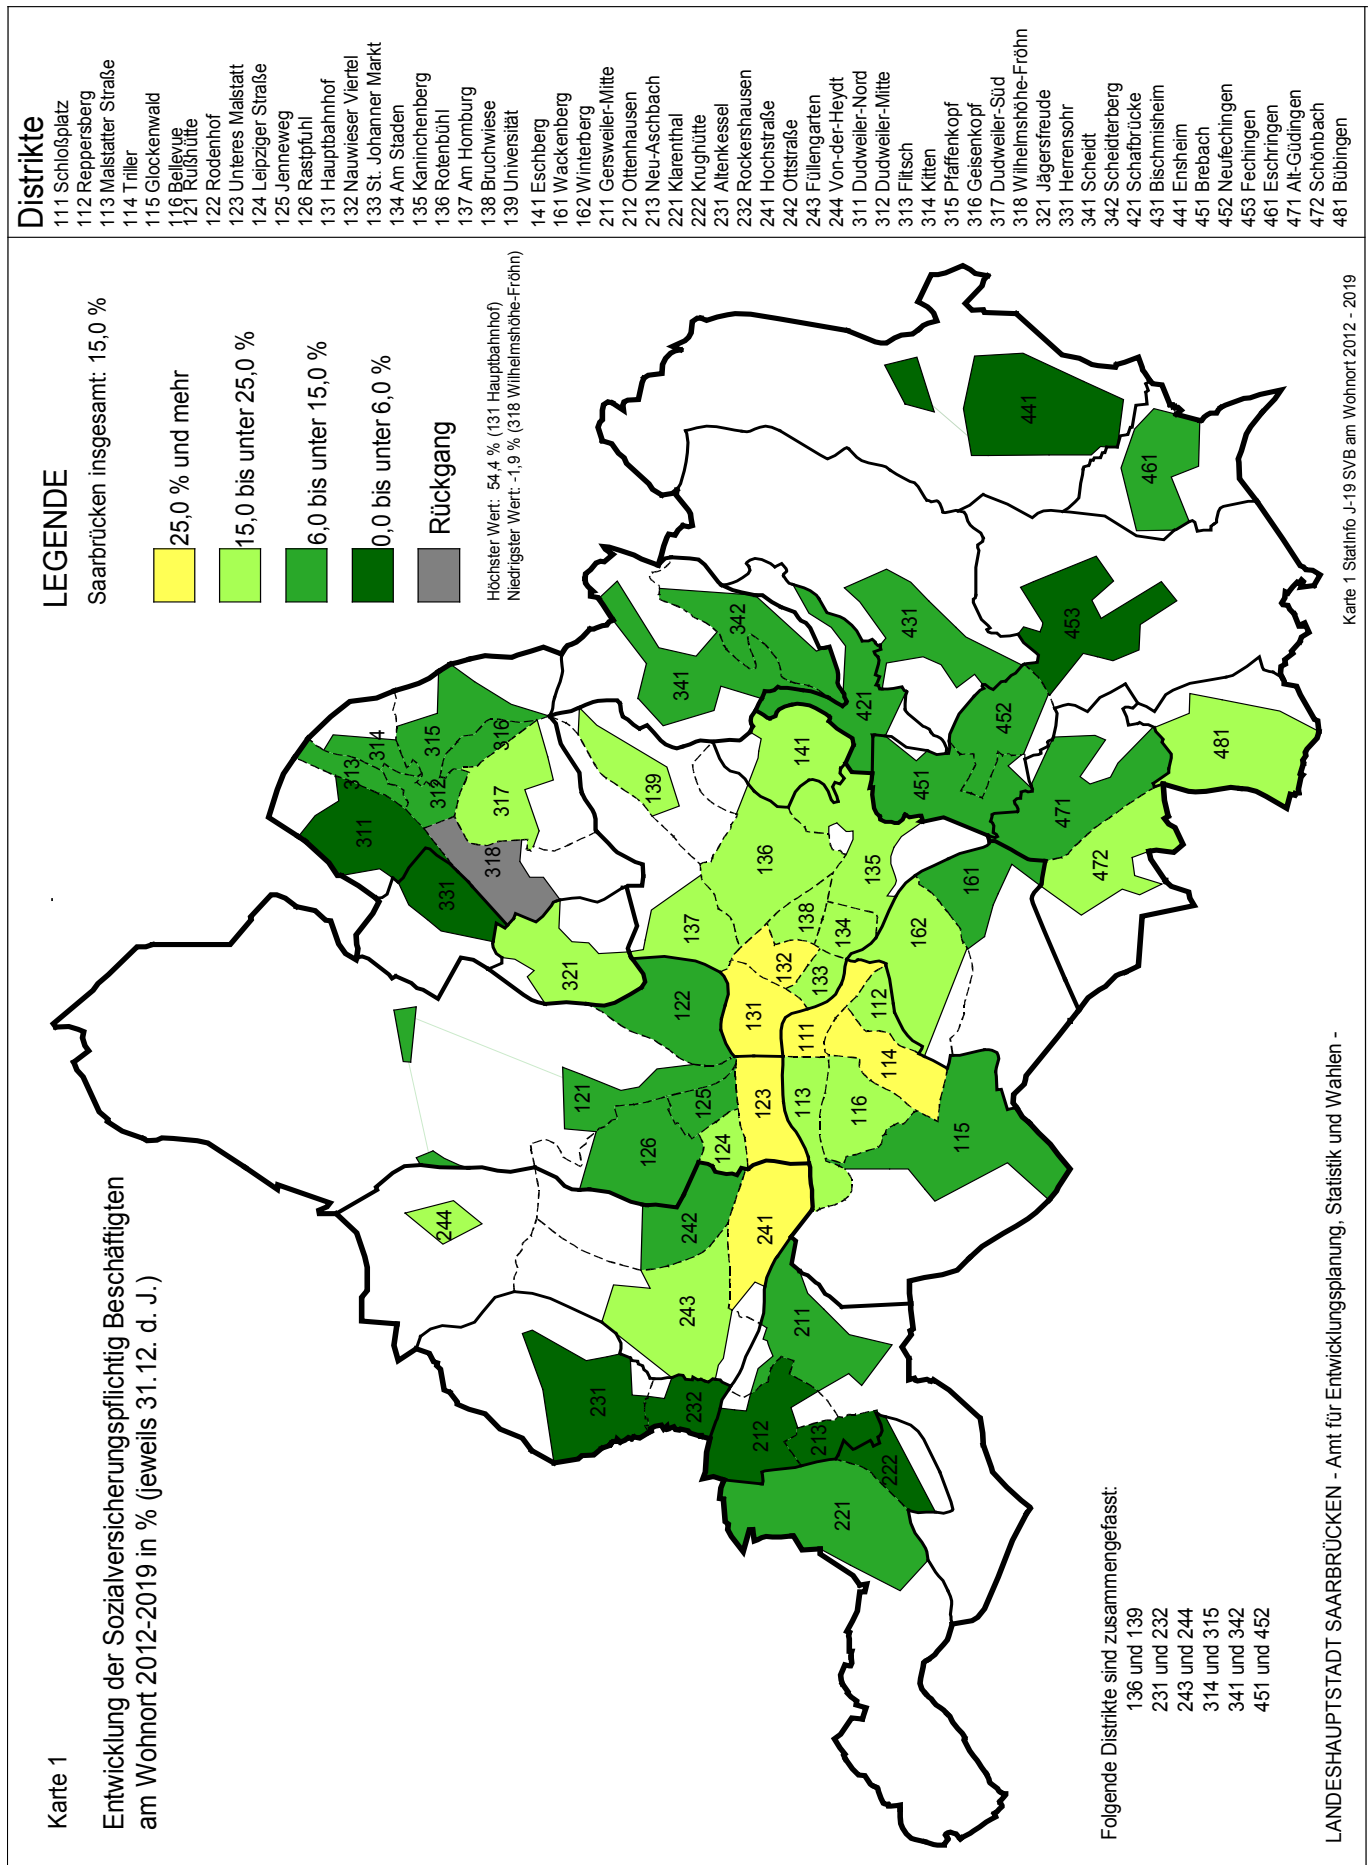 Karte 1
Entwicklung der Sozialversicherungspflichtig Beschäftigten
am Wohnort 2012-2019 in % (jeweils 31.12. d. J.)
LEGENDE
Saarbrücken insgesamt: 15,0 %
25,0 % und mehr
15,0 bis unter 25,0 %
6,0 bis unter 15,0 %
0,0 bis unter 6,0 %
Rückgang
Höchster Wert: 54,4 % (131 Hauptbahnhof)
Niedrigster Wert: -1,9 % (318 Wilhelmshöhe-Fröhn)
Distrikte
111 Schloßplatz
112 Reppersberg
113 Malstatter Straße
114 Triller
115 Glockenwald
116 Bellevue
121 Rußhütte
122 Rodenhof
123 Unteres Malstatt
124 Leipziger Straße
125 Jenneweg
126 Rastpfuhl
131 Hauptbahnhof
132 Nauwieser Viertel
133 St. Johanner Markt
134 Am Staden
135 Kaninchenberg
136 Rotenbühl
137 Am Homburg
138 Bruchwiese
139 Universität
141 Eschberg
161 Wackenberg
162 Winterberg
211 Gersweiler-Mitte
212 Ottenhausen
213 Neu-Aschbach
221 Klarenthal
222 Krughütte
231 Altenkessel
232 Rockershausen
241 Hochstraße
242 Ottstraße
243 Füllengarten
244 Von-der-Heydt
311 Dudweiler-Nord
312 Dudweiler-Mitte
313 Flitsch
314 Kitten
315 Pfaffenkopf
316 Geisenkopf
317 Dudweiler-Süd
318 Wilhelmshöhe-Fröhn
321 Jägersfreude
331 Herrensohr
341 Scheidt
342 Scheidterberg
421 Schafbrücke
431 Bischmisheim
441 Ensheim
451 Brebach
452 Neufechingen
453 Fechingen
461 Eschringen
471 Alt-Güdingen
472 Schönbach
481 Bübingen
311
313
314
315
312
316
317
318
331
321
244
121
122
126
125
124
123
242
241
243
231
232
212
213
211
221
222
131
132
133
134
138
137
136
139
135
141
111
112
113
114
115
116
162
161
341
342
421
431
451
452
453
441
461
471
472
481
Folgende Distrikte sind zusammengefasst:
136 und 139
231 und 232
243 und 244
314 und 315
341 und 342
451 und 452
LANDESHAUPTSTADT SAARBRÜCKEN - Amt für Entwicklungsplanung, Statistik und Wahlen -
Karte 1 StatInfo J-19 SVB am Wohnort 2012 - 2019